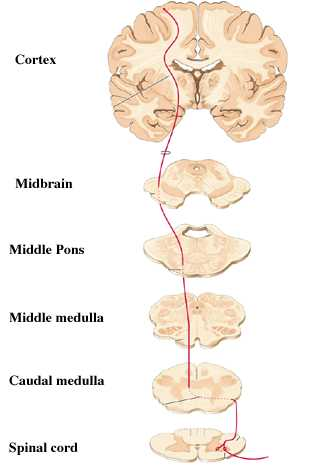 Cortex
Midbrain
Middle Pons
Middle medulla
Caudal medulla
Spinal cord